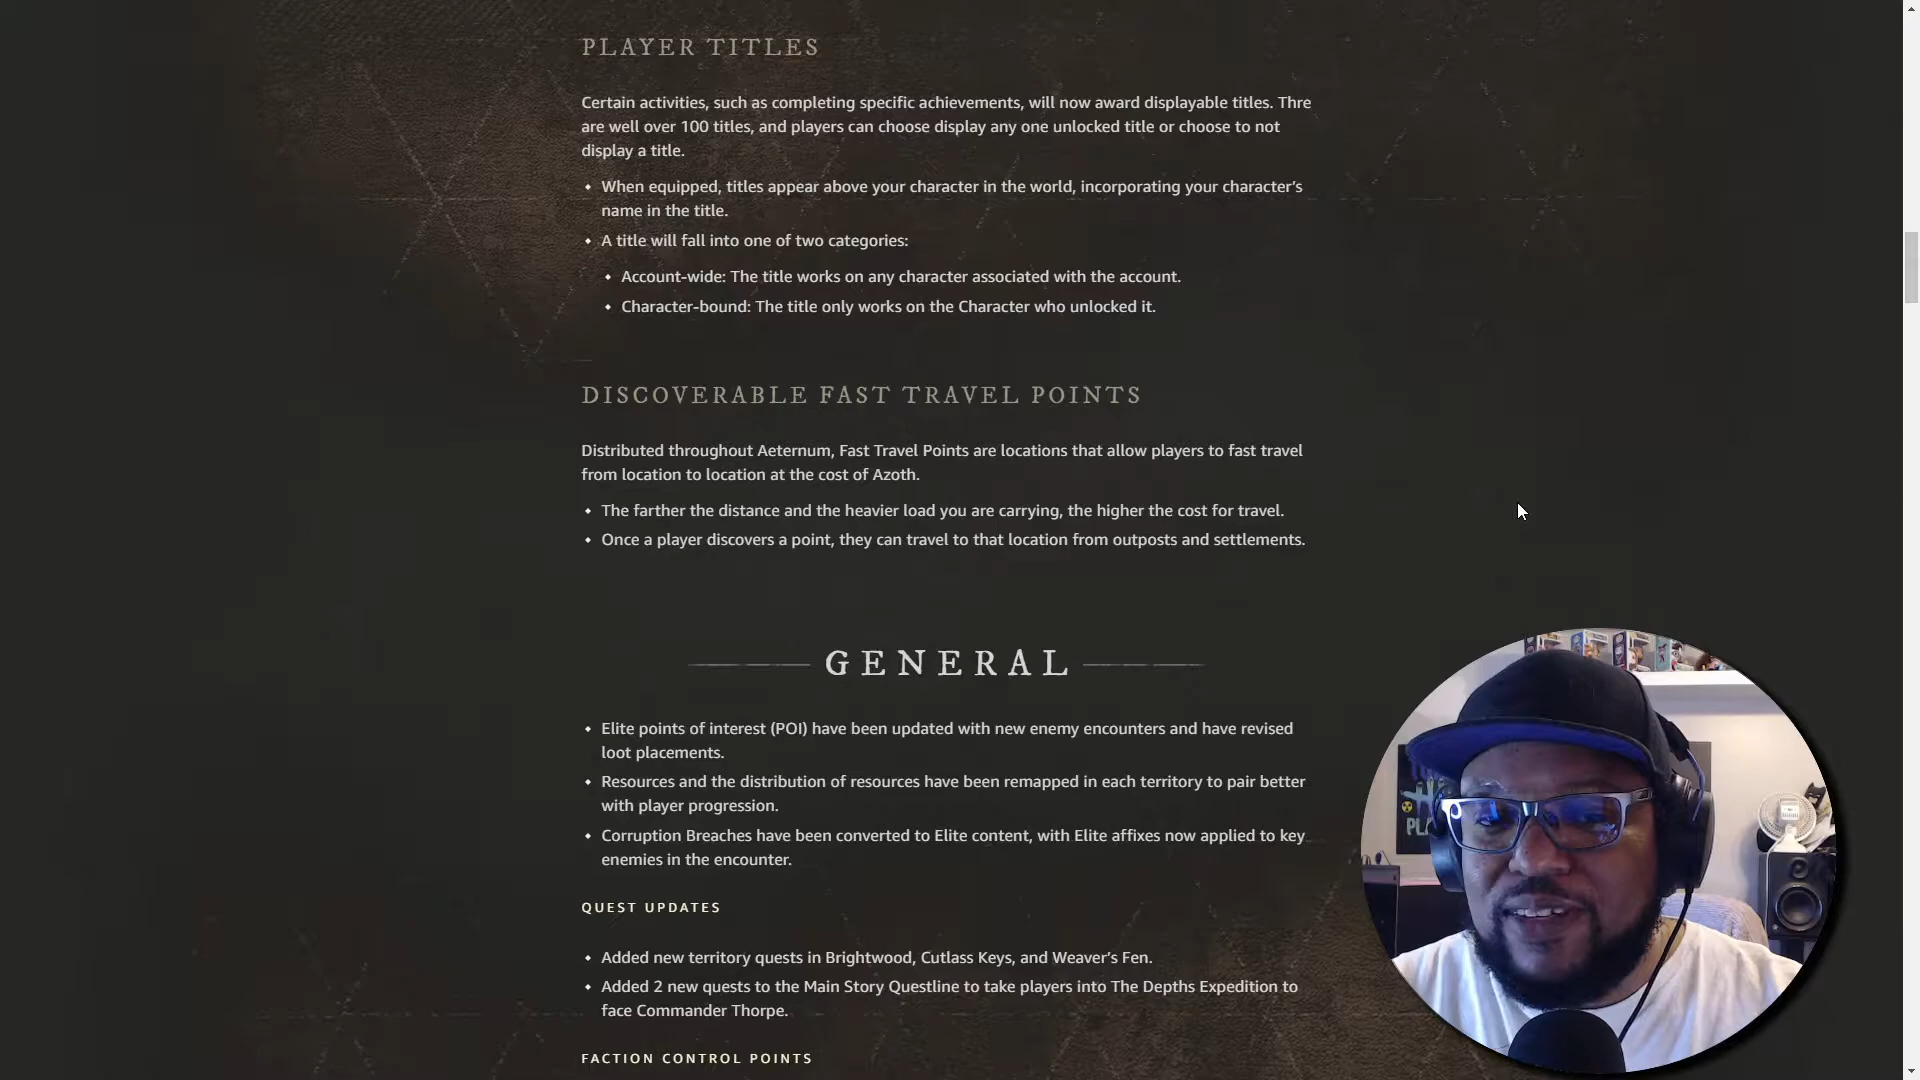 PLAYER TITLES
Certain activities, such as completing specific achievements, will now award displayable titles. Thre
are well over 100 titles, and players can choose display any one unlocked title or choose to not
display a title.
When equipped, titles appear above your character in the world, incorporating your character’s
name in the title.
A title will fall into one of two categories:
Account-wide: The title works on any character associated with the account.
Character-bound: The title only works on the Character who unlocked it.
DISCOVERABLE FAST TRAVEL POINTS
Distributed throughout Aeternum, Fast Travel Points are locations that allow players to fast travel
from location to location at the cost of Azoth.
The farther the distance and the heavier load you are carrying, the higher the cost for travel.
Once a player discovers a point, they can travel to that location from outposts and settlements.
GENERAL
Elite points of interest (POI) have been updated with new enemy encounters and have revised
loot placements.
Resources and the distribution of resources have been remapped in each territory to pair better
with player progression.
Corruption Breaches have been converted to Elite content, with Elite affixes now applied to key
enemies in the encounter.
QUEST UPDATES
Added new territory quests in Brightwood, Cutlass Keys, and Weaver’s Fen.
Added 2 new quests to the Main Story Questline to take players into The Depths Expedition to
face Commander Thorpe.
FACTION CONTROL POINTS